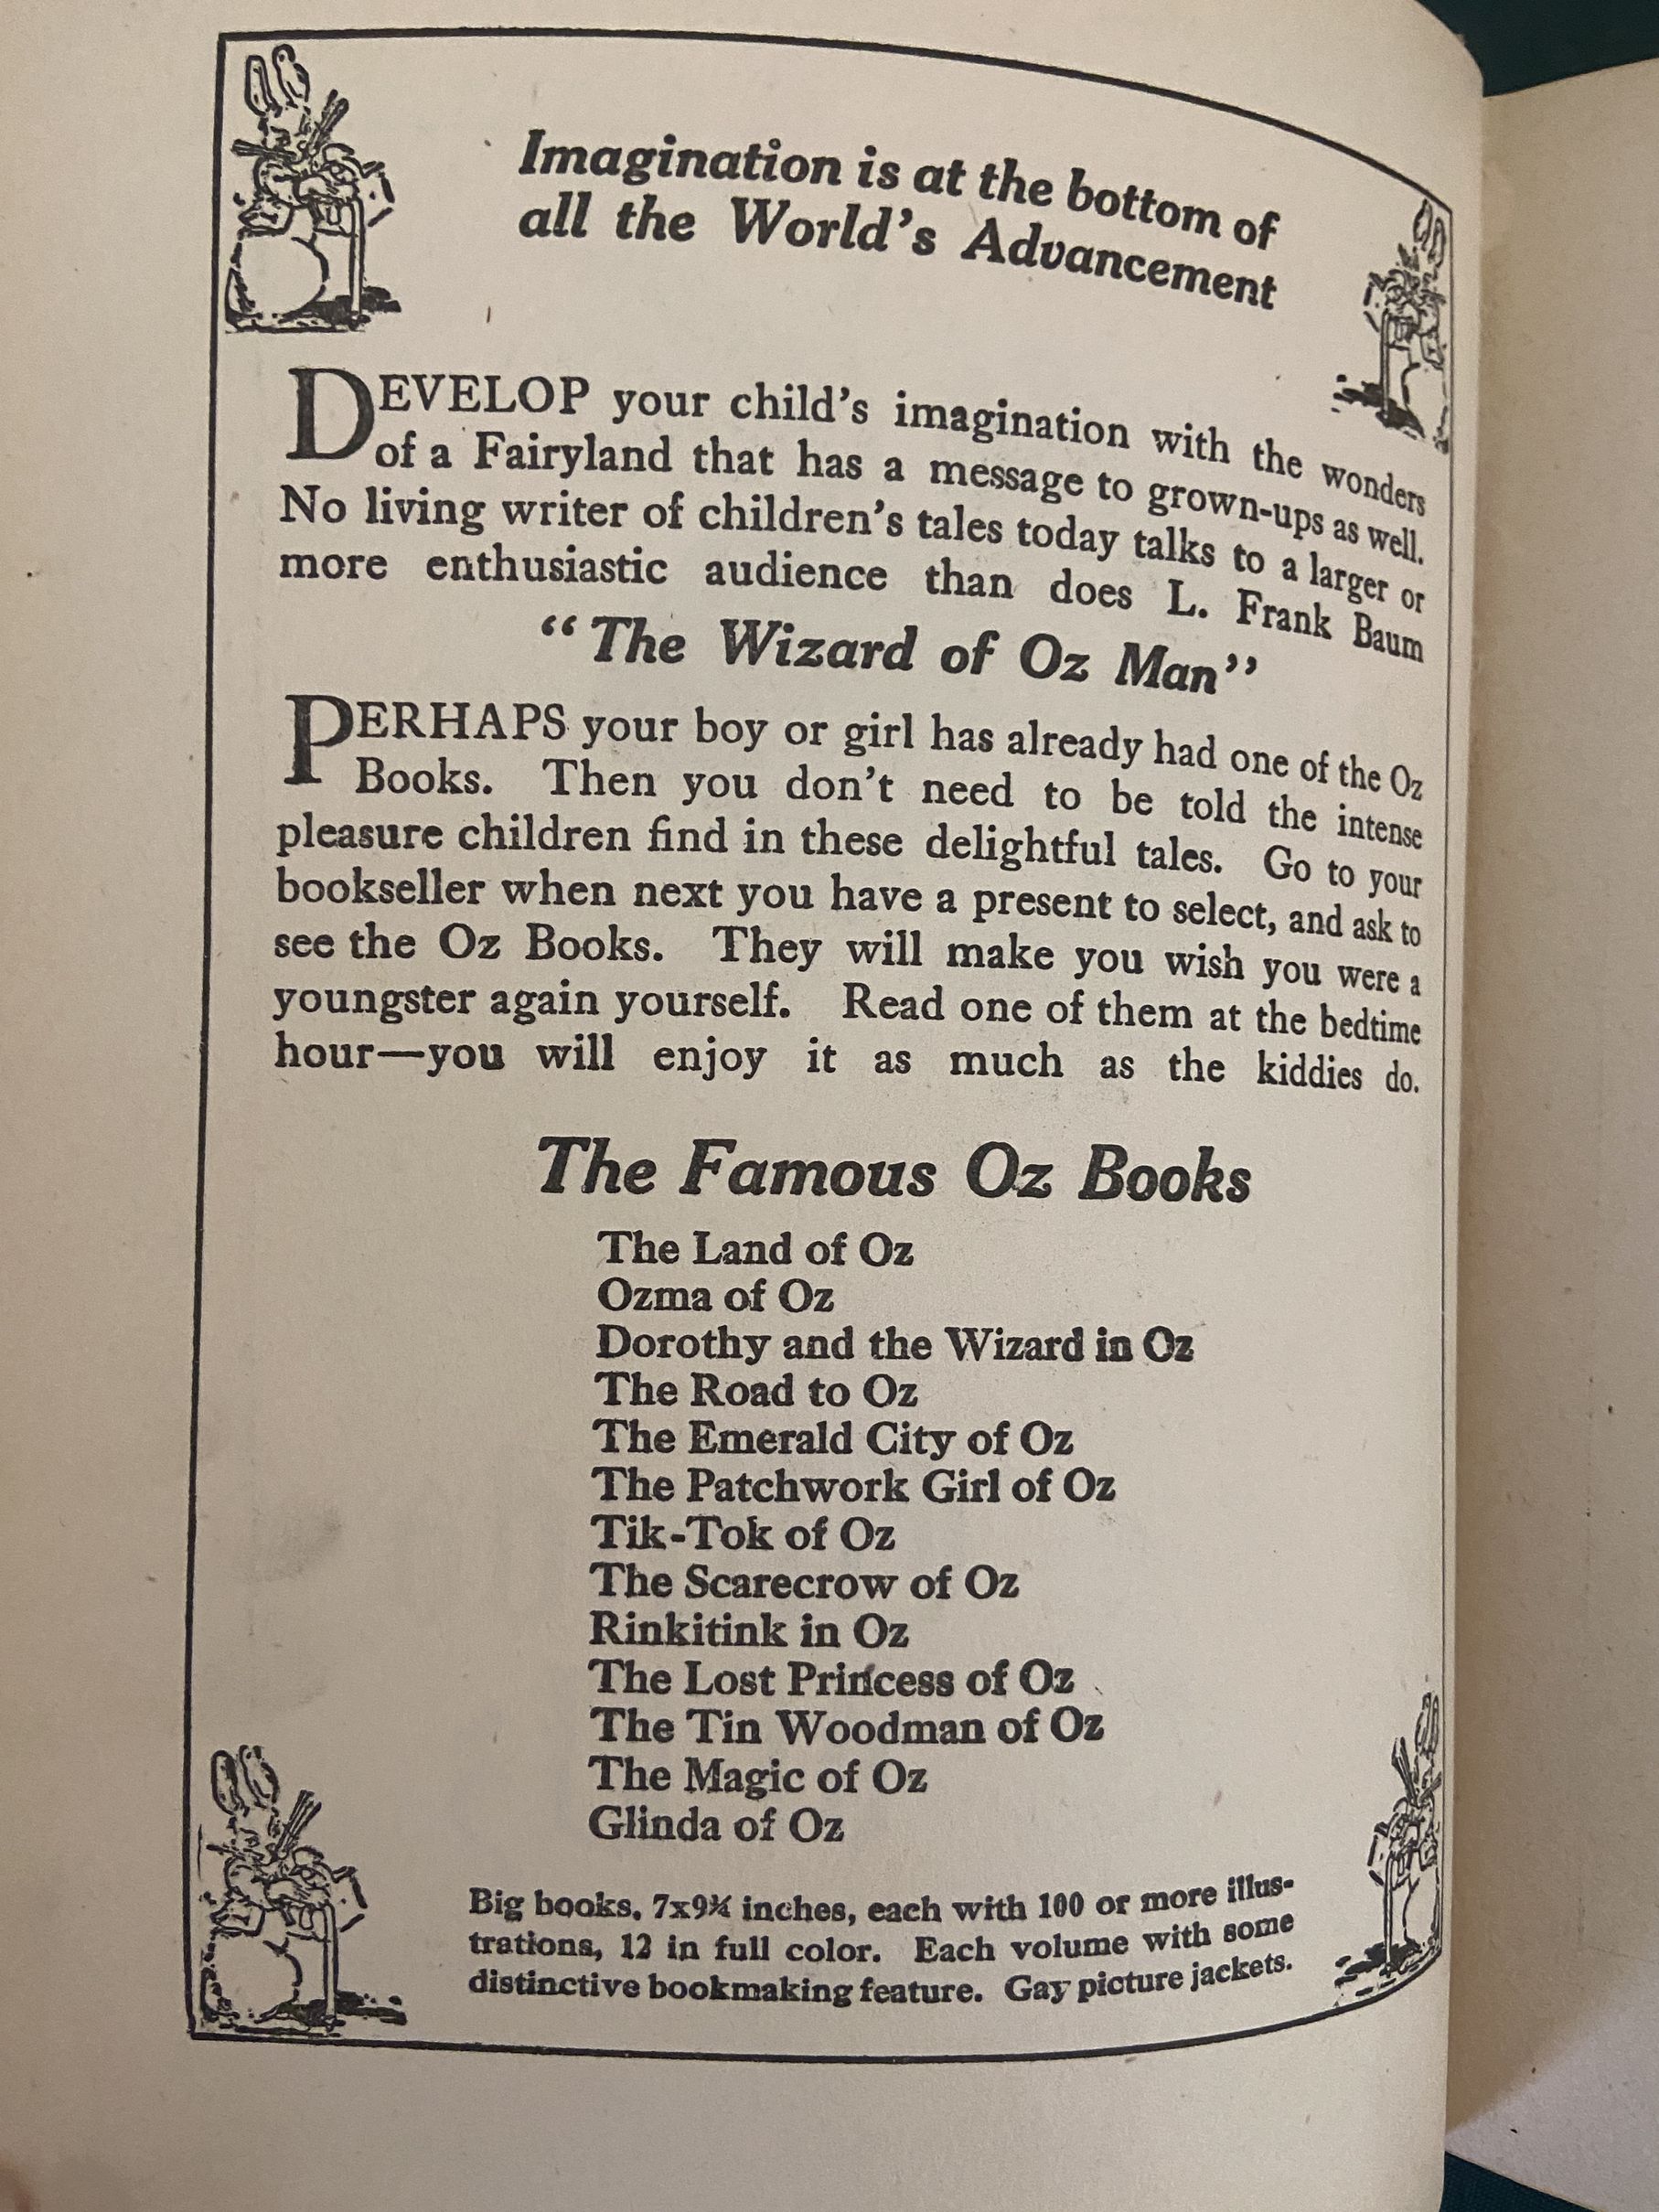 Imagination is at the bottom of
all the World's Advancement
DEVELOP your child's imagination with the wonders
of a Fairyland that has a message to grown-ups as well.
No living writer of children's tales today talks to a larger or
more enthusiastic audience than does L. Frank Baum
“The Wizard of Oz Man”
PERHAPS your boy or girl has already had one of the Oz
Books. Then you don't need to be told the intense
pleasure children find in these delightful tales. Go to your
bookseller when next you have a present to select, and ask to
see the Oz Books. They will make you wish you were a
youngster again yourself. Read one of them at the bedtime
hour—you will enjoy it as much as the kiddies do.
The Famous Oz Books
The Land of Oz
Ozma of Oz
Dorothy and the Wizard in Oz
The Road to Oz
The Emerald City of Oz
The Patchwork Girl of Oz
Tik-Tok of Oz
The Scarecrow of Oz
Rinkitink in Oz
The Lost Princess of Oz
The Tin Woodman of Oz
The Magic of Oz
Glinda of Oz
Big books, 7x9¼ inches, each with 100 or more illus-
trations, 12 in full color. Each volume with some
distinctive bookmaking feature. Gay picture jackets.